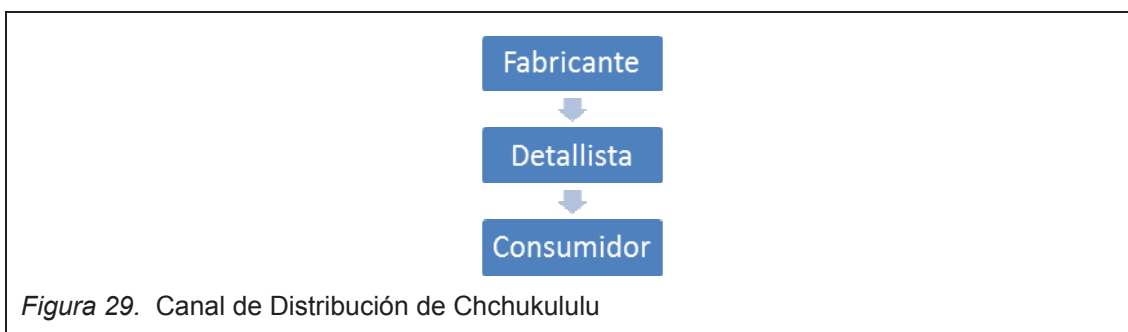 Fabricante
Detallista
Consumidor
Figura 29. Canal de Distribución de Chchukululu